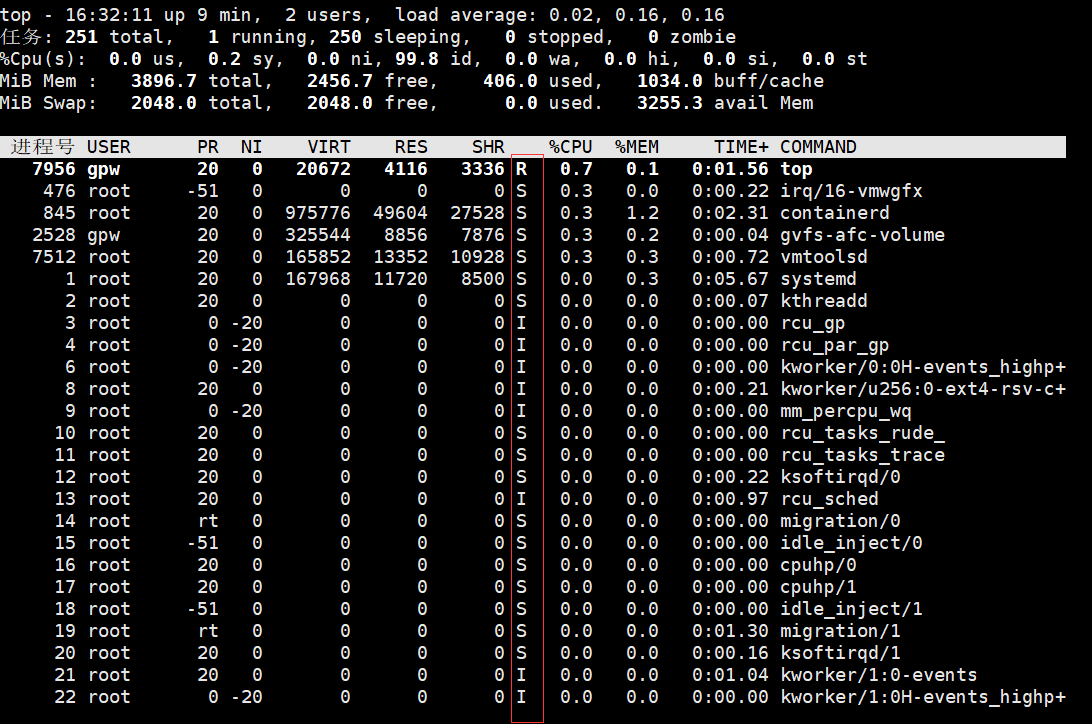 top - 16:32:11 up 9 min,  2 users,  load average: 0.02, 0.16, 0.16
任务: 251 total,   1 running, 250 sleeping,   0 stopped,   0 zombie
%Cpu(s):  0.0 us,  0.2 sy,  0.0 ni, 99.8 id,  0.0 wa,  0.0 hi,  0.0 si,  0.0 st
MiB Mem :   3896.7 total,   2456.7 free,    406.0 used,   1034.0 buff/cache
MiB Swap:   2048.0 total,   2048.0 free,      0.0 used.   3255.3 avail Mem
进程号 USER      PR  NI    VIRT    RES    SHR    %CPU  %MEM     TIME+ COMMAND
7956 gpw       20   0   20672   4116   3336 R   0.7   0.1   0:01.56 top
476 root     -51   0       0      0      0 S   0.3   0.0   0:00.22 irq/16-vmwgfx
845 root      20   0  975776  49604  27528 S   0.3   1.2   0:02.31 containerd
2528 gpw       20   0  325544   8856   7876 S   0.3   0.2   0:00.04 gvfs-afc-volume
7512 root      20   0  165852  13352  10928 S   0.3   0.3   0:00.72 vmtoolsd
1 root      20   0  167968  11720   8500 S   0.0   0.3   0:05.67 systemd
2 root      20   0       0      0      0 S   0.0   0.0   0:00.07 kthreadd
3 root       0 -20       0      0      0 I   0.0   0.0   0:00.00 rcu_gp
4 root       0 -20       0      0      0 I   0.0   0.0   0:00.00 rcu_par_gp
6 root       0 -20       0      0      0 I   0.0   0.0   0:00.00 kworker/0:0H-events_highp+
8 root      20   0       0      0      0 I   0.0   0.0   0:00.21 kworker/u256:0-ext4-rsv-c+
9 root       0 -20       0      0      0 I   0.0   0.0   0:00.00 mm_percpu_wq
10 root      20   0       0      0      0 S   0.0   0.0   0:00.00 rcu_tasks_rude_
11 root      20   0       0      0      0 S   0.0   0.0   0:00.00 rcu_tasks_trace
12 root      20   0       0      0      0 S   0.0   0.0   0:00.22 ksoftirqd/0
13 root      20   0       0      0      0 I   0.0   0.0   0:00.97 rcu_sched
14 root      rt   0       0      0      0 S   0.0   0.0   0:00.00 migration/0
15 root     -51   0       0      0      0 S   0.0   0.0   0:00.00 idle_inject/0
16 root      20   0       0      0      0 S   0.0   0.0   0:00.00 cpuhp/0
17 root      20   0       0      0      0 S   0.0   0.0   0:00.00 cpuhp/1
18 root     -51   0       0      0      0 S   0.0   0.0   0:00.00 idle_inject/1
19 root      rt   0       0      0      0 S   0.0   0.0   0:01.30 migration/1
20 root      20   0       0      0      0 S   0.0   0.0   0:00.16 ksoftirqd/1
21 root      20   0       0      0      0 I   0.0   0.0   0:01.04 kworker/1:0-events
22 root       0 -20       0      0      0 I   0.0   0.0   0:00.00 kworker/1:0H-events_highp+